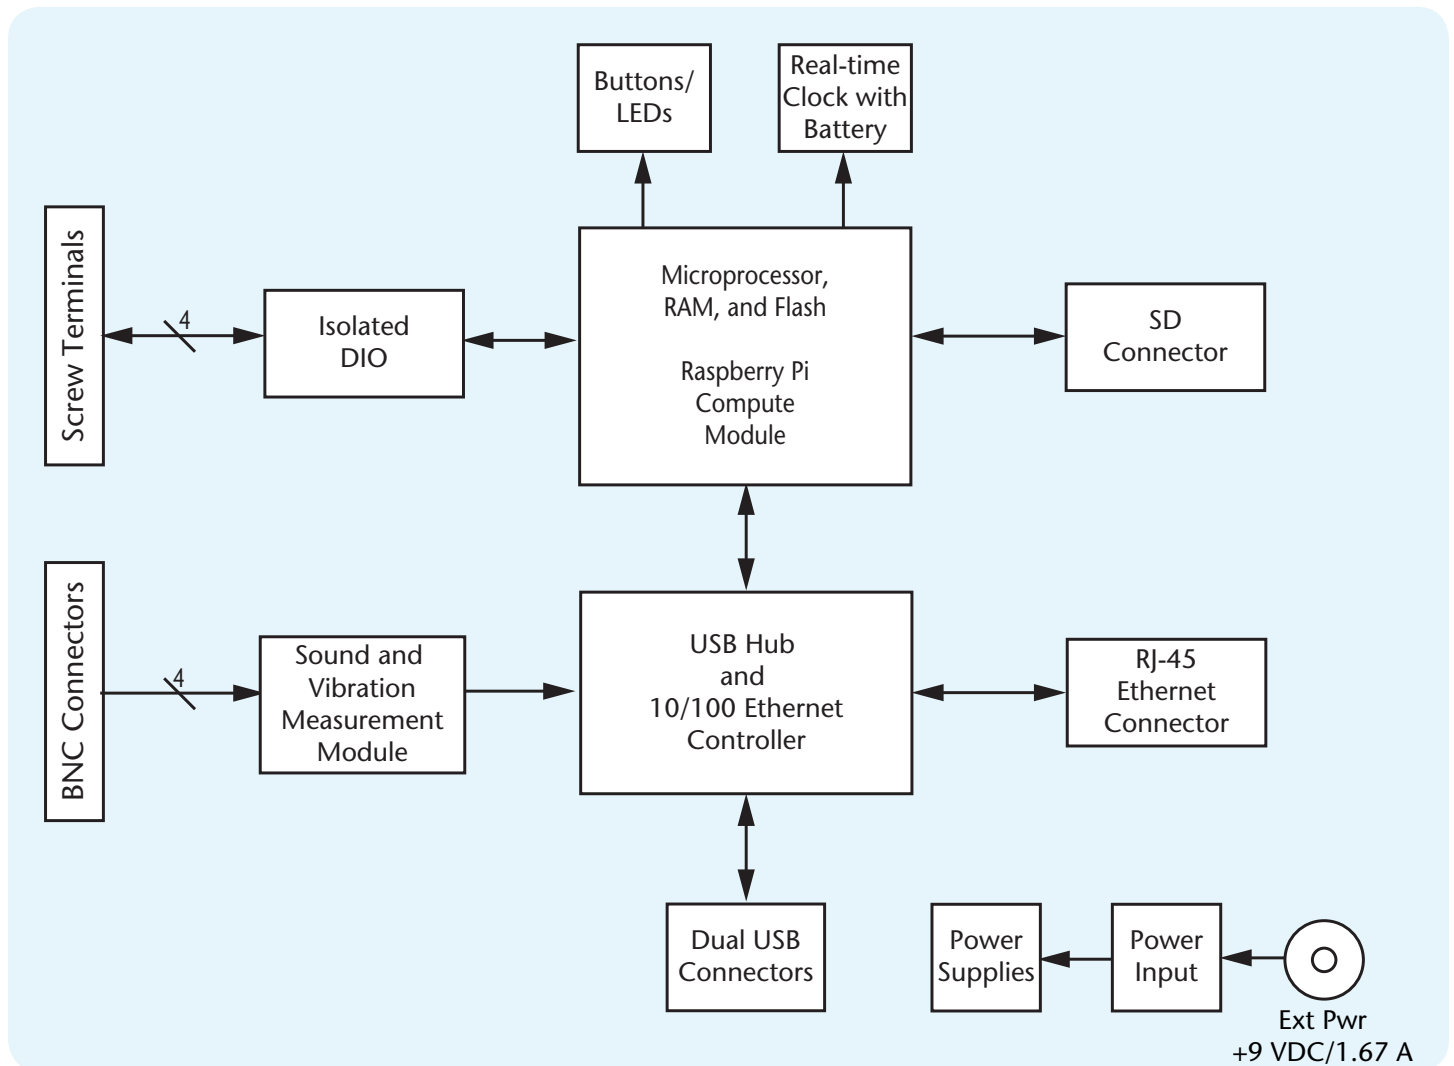 Buttons/
LEDs
Real-time
Clock with
Battery
Screw Terminals
4
Isolated
DIO
Microprocessor,
RAM, and Flash
Raspberry Pi
Compute
Module
SD
Connector
BNC Connectors
4
Sound and
Vibration
Measurement
Module
USB Hub
and
10/100 Ethernet
Controller
RJ-45
Ethernet
Connector
Dual USB
Connectors
Power
Supplies
Power
Input
Ext Pwr
+9 VDC/1.67 A